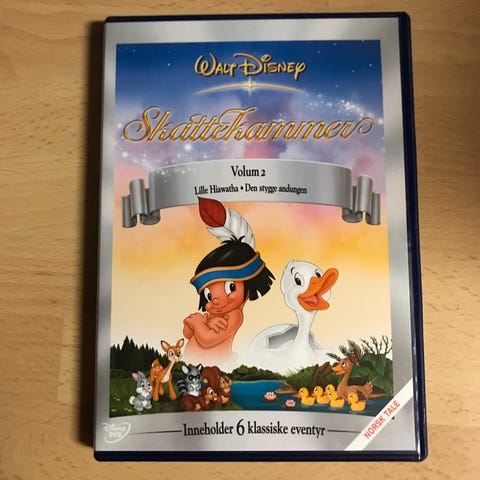 WALT DISNEY
Skattekammer
Volum 2
Lille Hiawatha • Den stygge andungen
Disney
DVD
Inneholder 6 klassiske eventyr
NORSK TALE